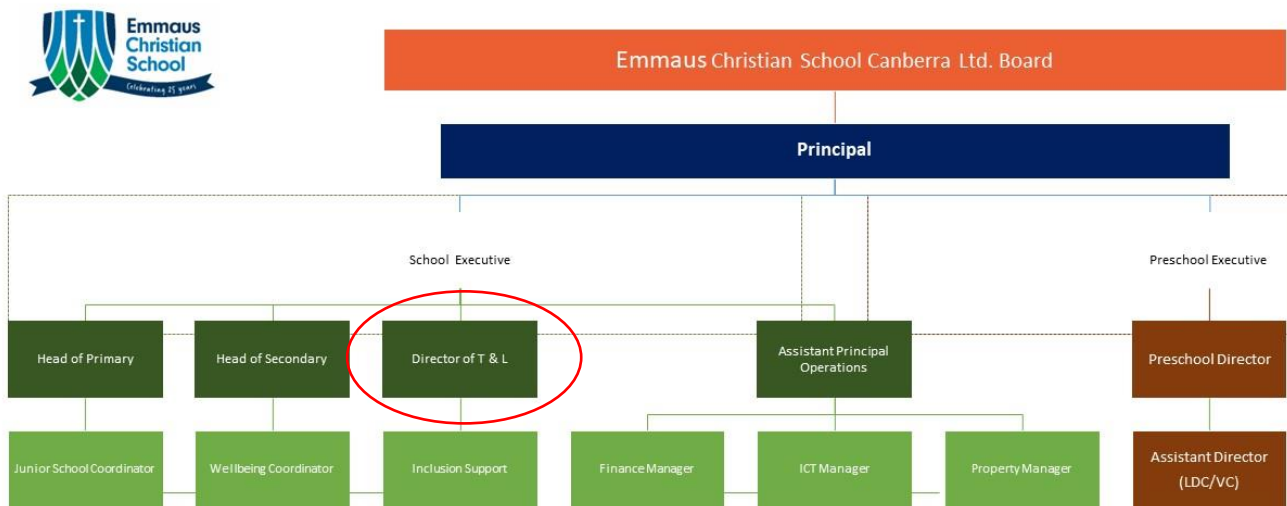 Emmaus
Christian
School
Celebrating 25 years
Emmaus Christian School Canberra Ltd. Board
Principal
School Executive
Preschool Executive
Head of Primary
Head of Secondary
Director of T & L
Assistant Principal
Operations
Preschool Director
Junior School Coordinator
Wellbeing Coordinator
Inclusion Support
Finance Manager
ICT Manager
Property Manager
Assistant Director
(LDC/VC)